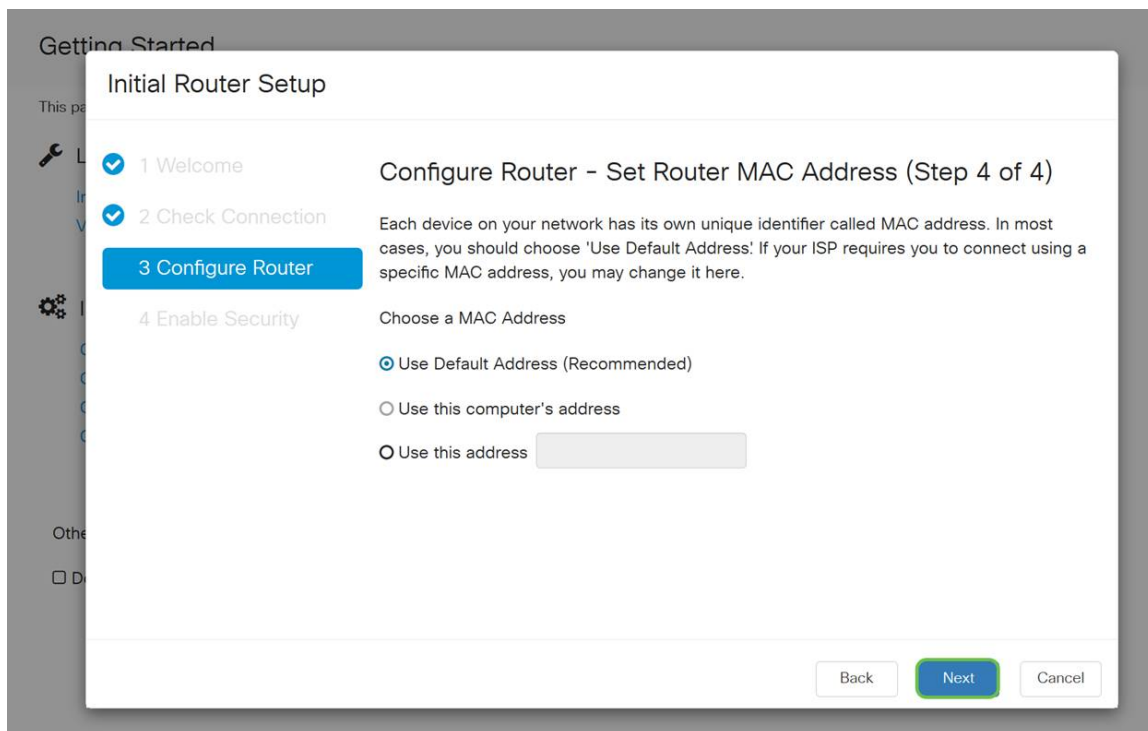 Getting Started
Initial Router Setup
This pa
1 Welcome
2 Check Connection
3 Configure Router
4 Enable Security
Configure Router - Set Router MAC Address (Step 4 of 4)
Each device on your network has its own unique identifier called MAC address. In most
cases, you should choose 'Use Default Address'. If your ISP requires you to connect using a
specific MAC address, you may change it here.
Choose a MAC Address
Use Default Address (Recommended)
Use this computer's address
Use this address
Othe
Back
Next
Cancel